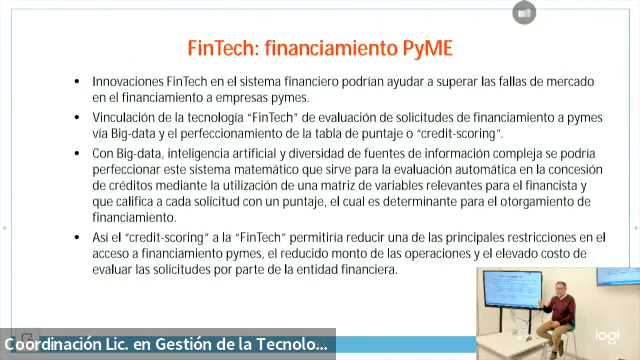 FinTech: financiamiento PyME
• Innovaciones FinTech en el sistema financiero podrían ayudar a superar las fallas de mercado
en el financiamiento a empresas pymes.
• Vinculación de la tecnología “FinTech” de evaluación de solicitudes de financiamiento a pymes
vía Big-data y el perfeccionamiento de la tabla de puntaje o “credit-scoring”.
• Con Big-data, inteligencia artificial y diversidad de fuentes de información compleja se podría
perfeccionar este sistema matemático que sirve para la evaluación automática en la concesión
de créditos mediante la utilización de una matriz de variables relevantes para el financista y
que califica a cada solicitud con un puntaje, el cual es determinante para el otorgamiento de
financiamiento.
• Así el “credit-scoring” a la “FinTech” permitiría reducir una de las principales restricciones en el
acceso a financiamiento pymes, el reducido monto de las operaciones y el elevado costo de
evaluar las solicitudes por parte de la entidad financiera.
logi
Coordinación Lic. en Gestión de la Tecnolo...